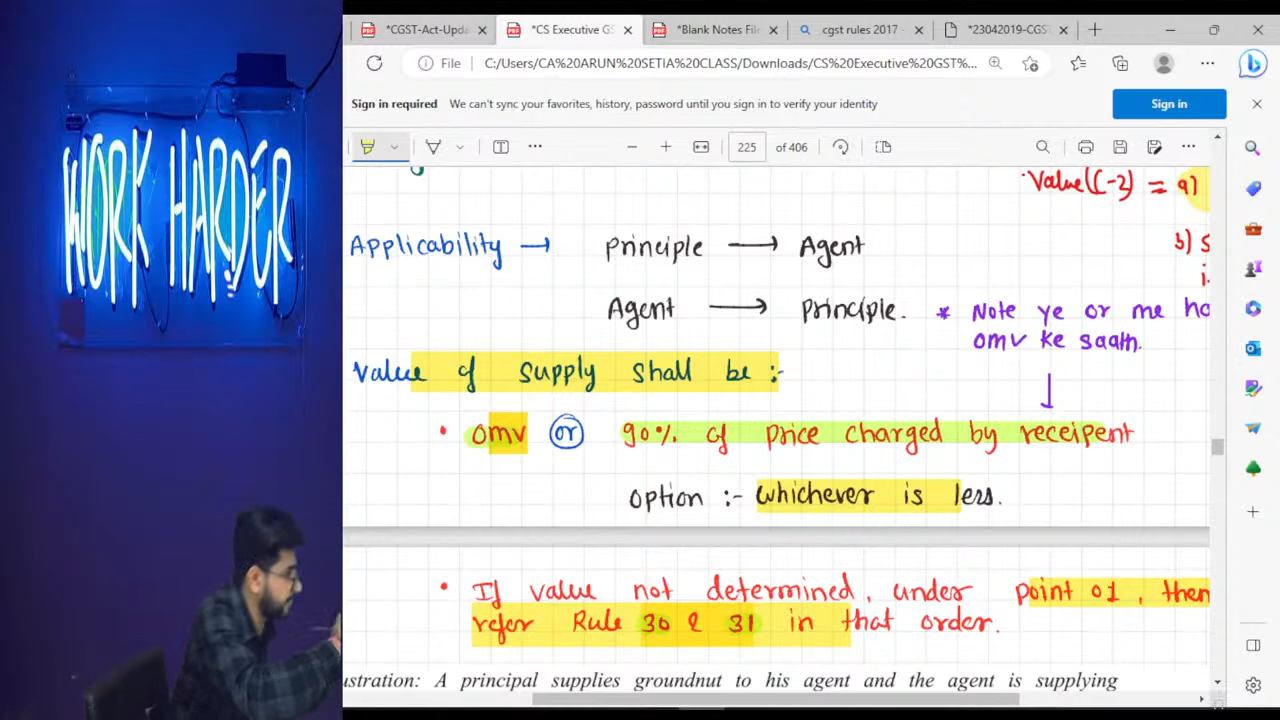 WORK HARDER
*CGST-Act-Upda
*CS Executive GS
*Blank Notes File
cgst rules 2017
*23042019-CGST
File
C:/Users/CA%20ARUN%20SETIA%20CLASS/Downloads/CS%20Executive%20GST%...
Sign in required
We can't sync your favorites, history, password until you sign in to verify your identity
Sign in
225 of 406
Value((-2) = 9)
Applicability → Principle → Agent
b) S
Agent → Principle.
* Note ye or me ho
omv ke saath.
Value of supply shall be :-
• omv or 90% of price charged by receipent
option :- whichever is less.
• If value not determined, under point 01, then
refer Rule 30 & 31 in that order.
ustration: A principal supplies groundnut to his agent and the agent is supplying